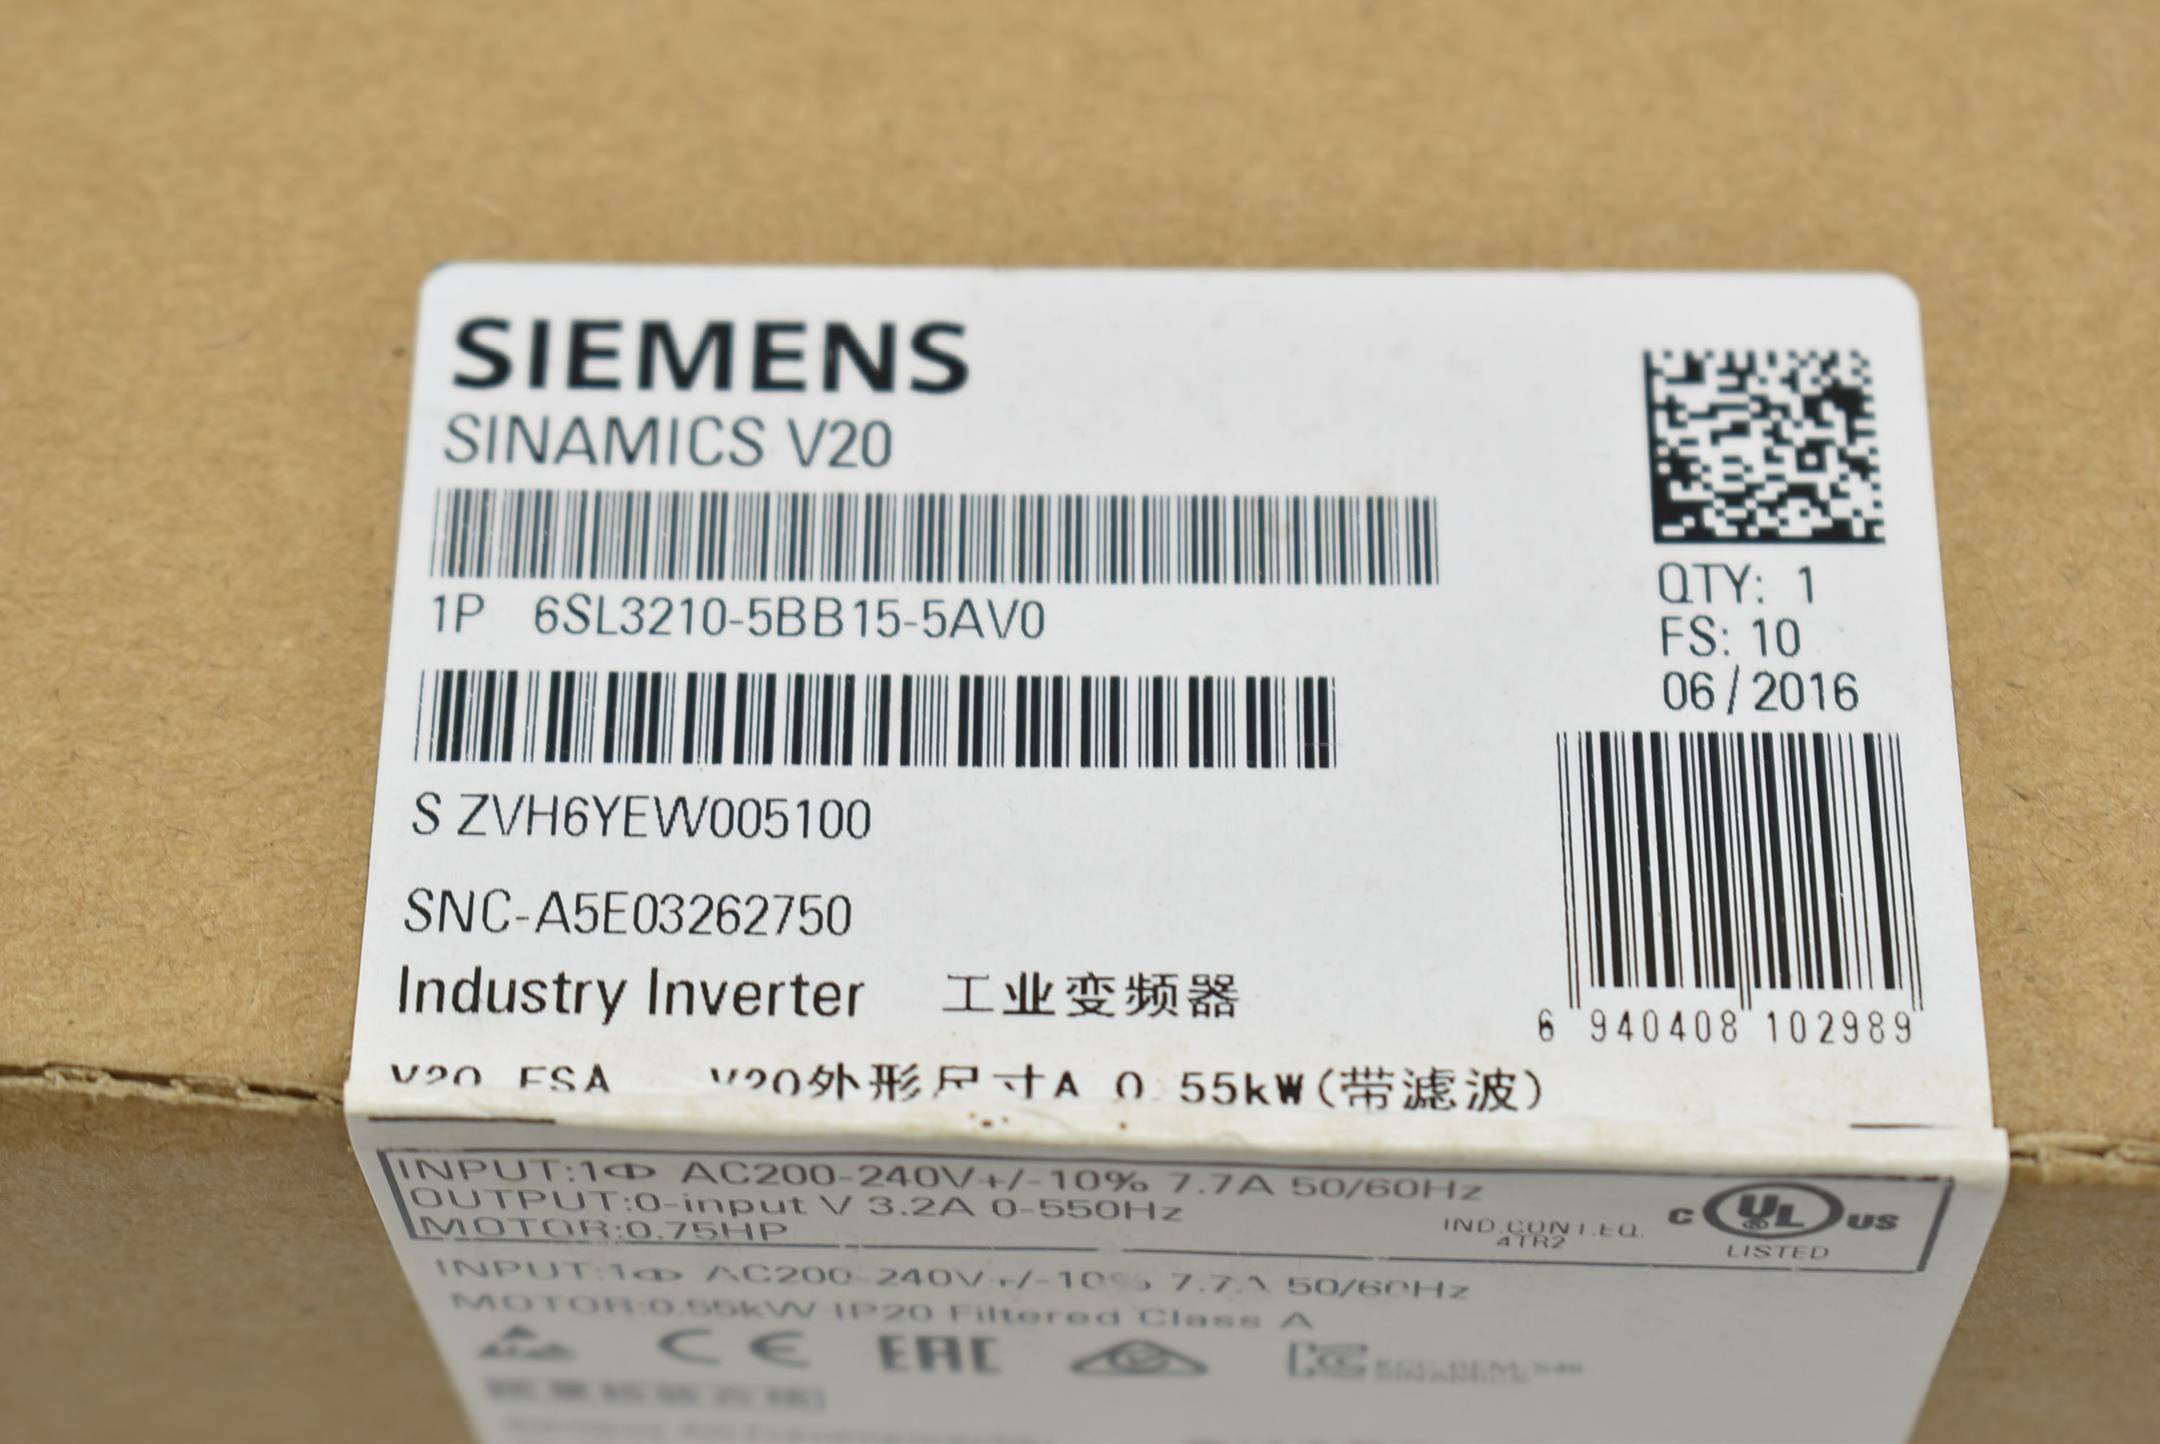 SIEMENS
SINAMICS V20
1P 6SL3210-5BB15-5AV0
S ZVH6YEW005100
SNC-A5E03262750
Industry Inverter 工业变频器
V20 FSA V20外形尺寸A 0.55kW(带滤波)
QTY: 1
FS: 10
06/2016
6 940408 102989
INPUT:1Φ AC200-240V+/-10% 7.7A 50/60Hz
OUTPUT:0-input V 3.2A 0-550Hz
MOTOR:0.75HP
IND.CONT.EQ.
4TR2
C UL US
LISTED
INPUT:1Φ AC200-240V+/-10% 7.7A 50/60Hz
MOTOR:0.55kW IP20 Filtered Class A
CE EAC